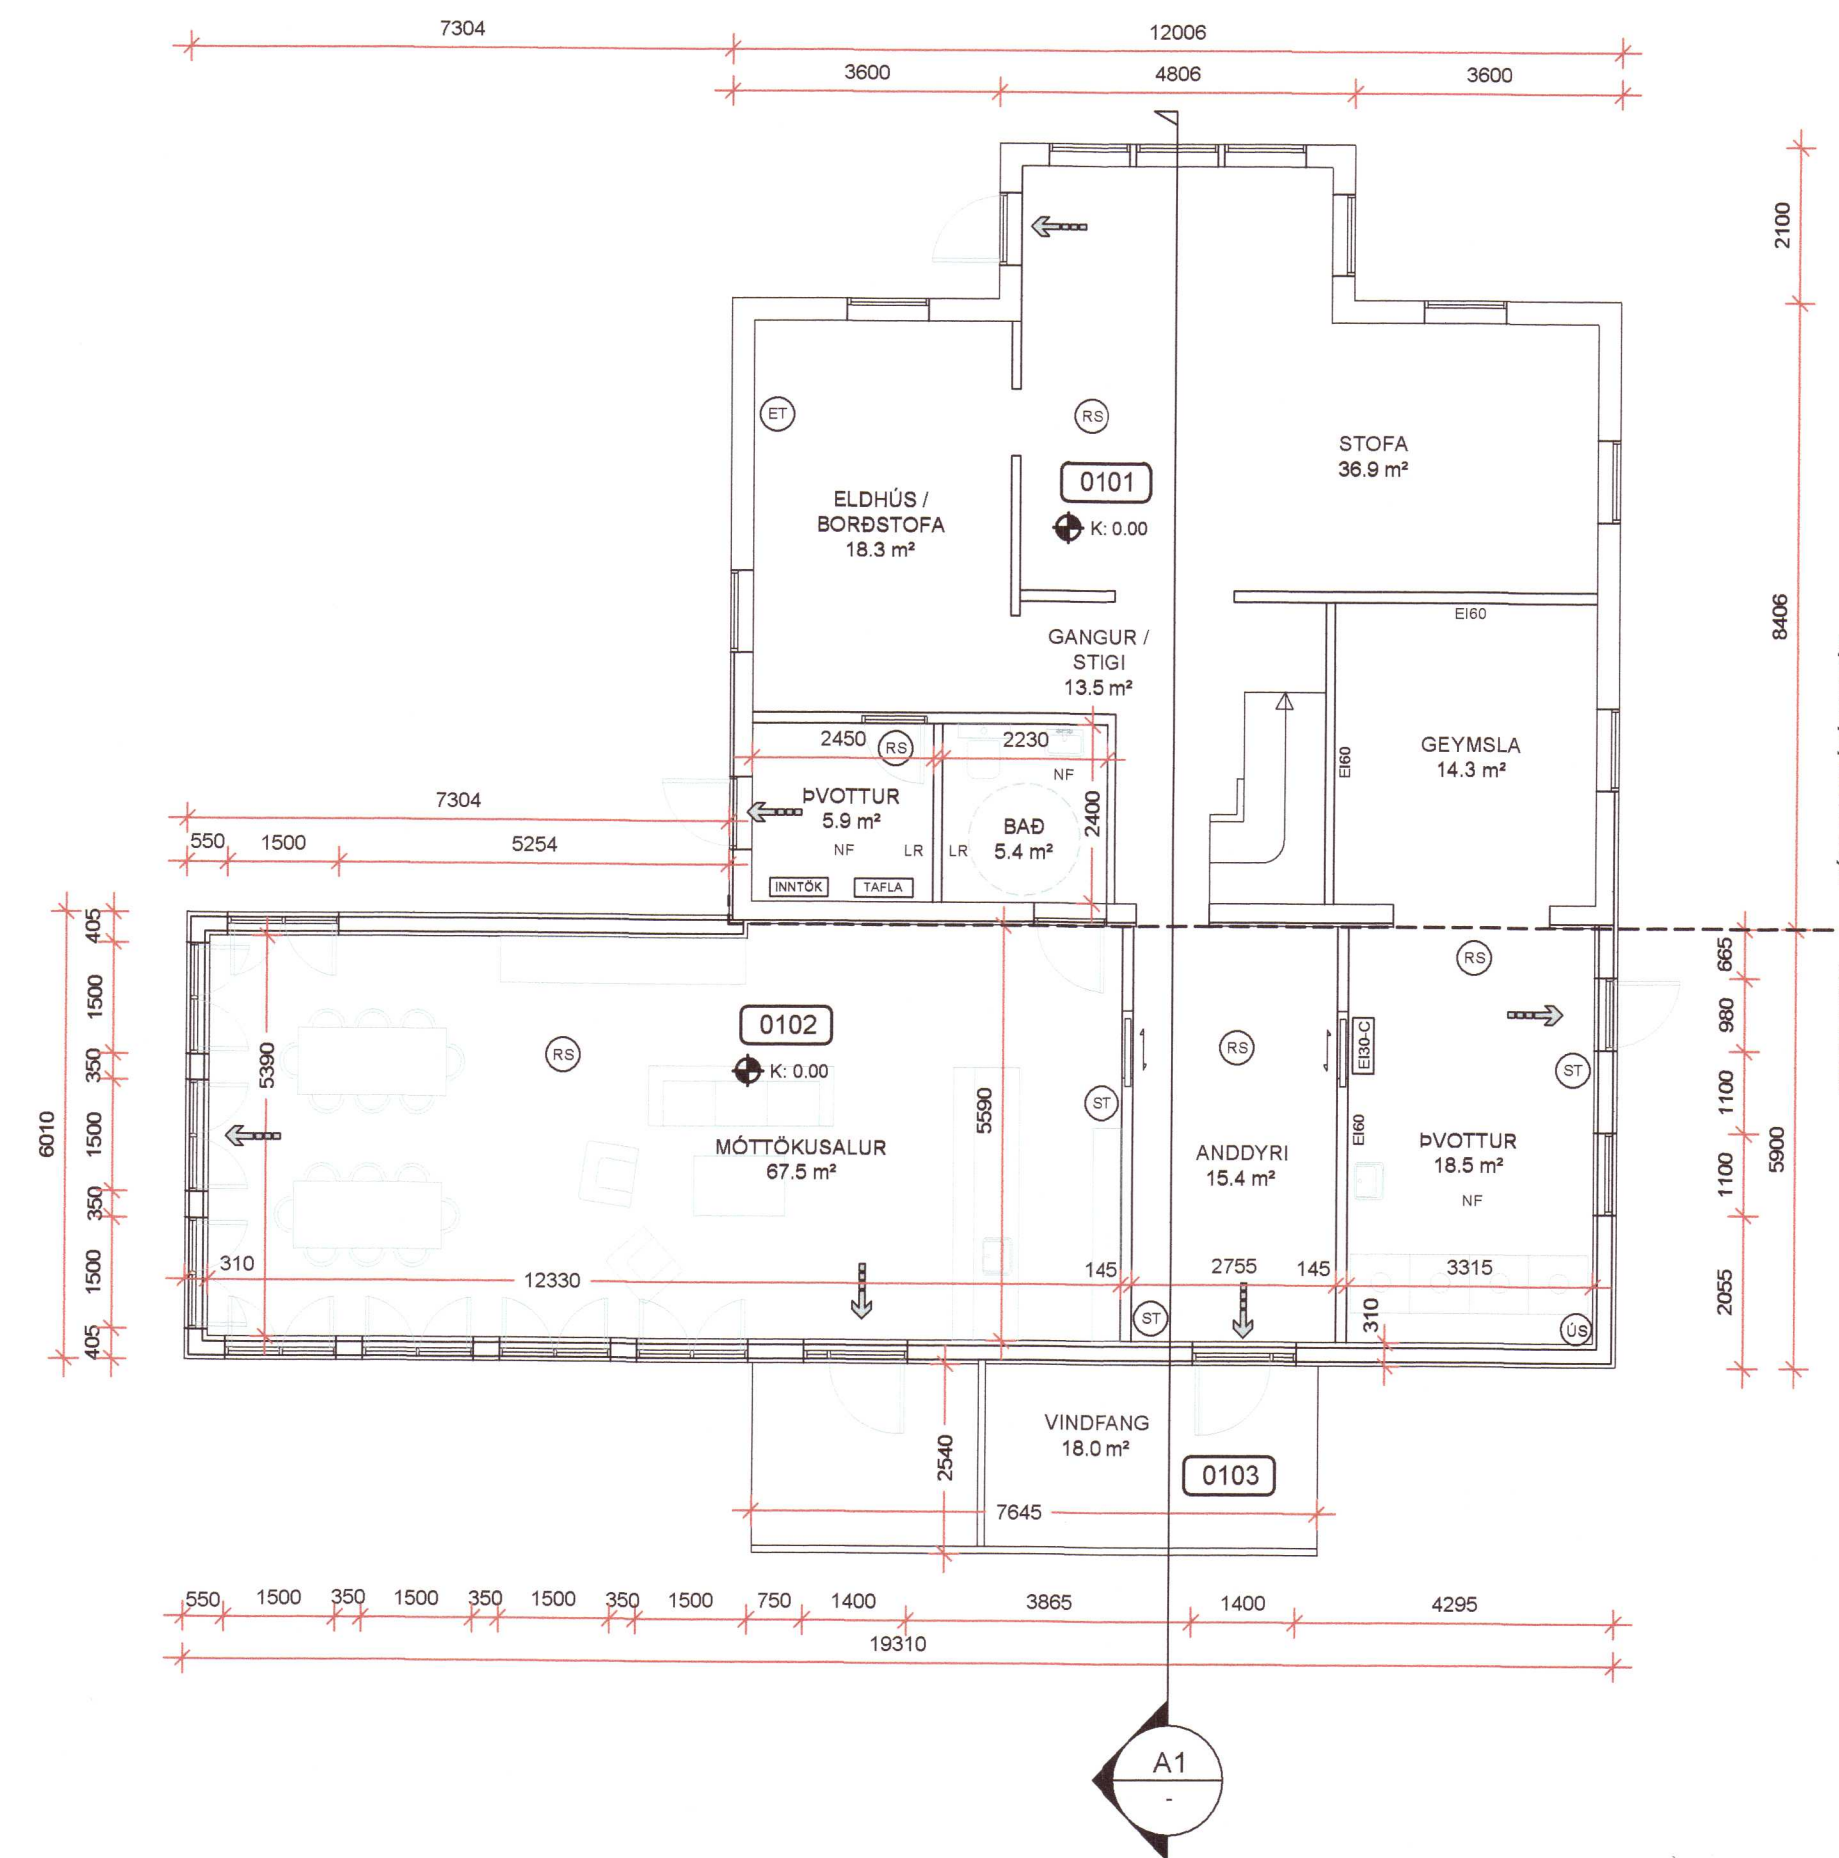 7304
12006
3600
4806
3600
2100
ET
RS
STOFA
36.9 m²
0101
K: 0.00
ELDHÚS /
BORÐSTOFA
18.3 m²
8406
EI60
GANGUR /
STIGI
13.5 m²
2450
RS
2230
NF
EI60
GEYMSLA
14.3 m²
7304
ÞVOTTUR
5.9 m²
2400
BAÐ
5.4 m²
550
1500
5254
NF
LR
LR
INNTÖK
TAFLA
405
1500
350
1500
350
1500
405
6010
5390
RS
0102
K: 0.00
5590
ST
RS
RS
EI30-C
ST
665
980
1100
1100
2055
5900
MÓTTÖKUSALUR
67.5 m²
ANDDYRI
15.4 m²
EI60
ÞVOTTUR
18.5 m²
NF
310
12330
145
2755
145
3315
310
ST
ÚS
VINDFANG
18.0 m²
2540
0103
7645
550
1500
350
1500
350
1500
350
1500
750
1400
3865
1400
4295
19310
A1
-